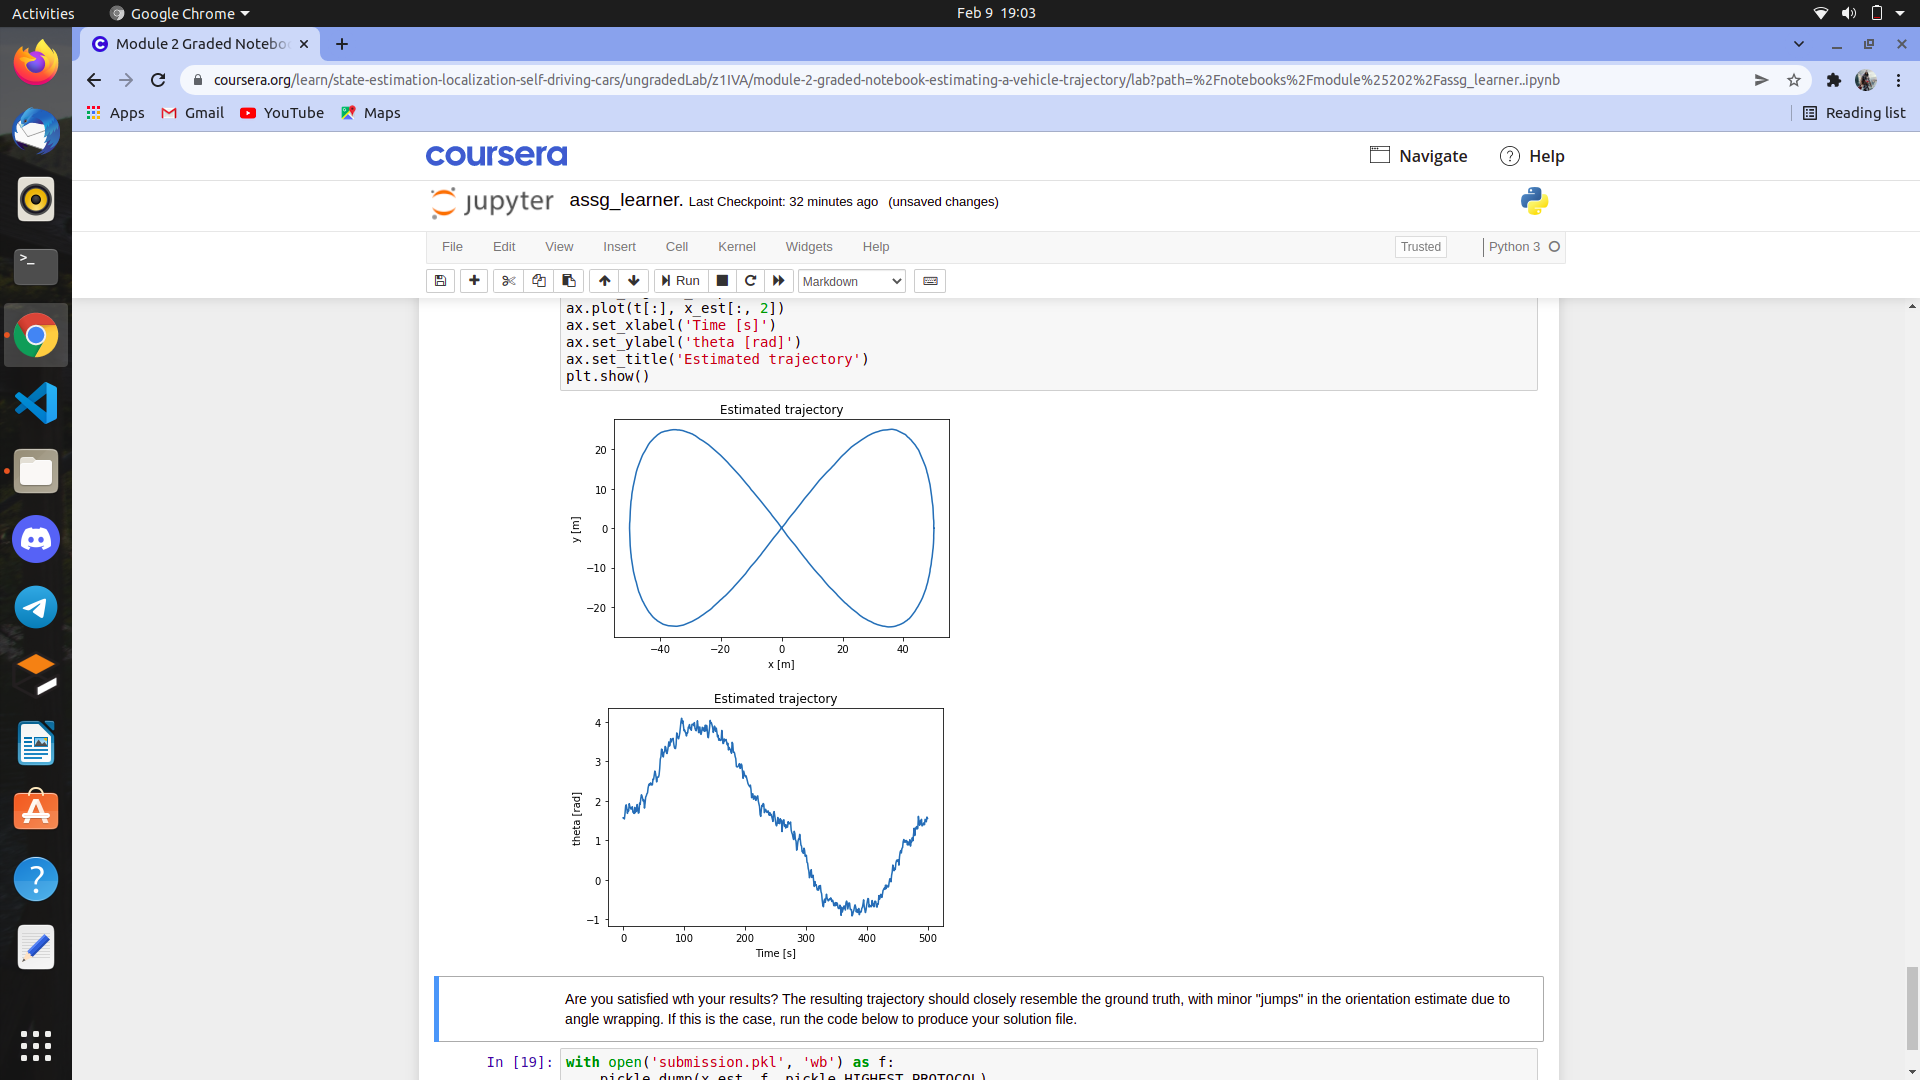 Activities
Google Chrome
Feb 9 19:03
Module 2 Graded Notebo
coursera.org/learn/state-estimation-localization-self-driving-cars/ungradedLab/z1IVA/module-2-graded-notebook-estimating-a-vehicle-trajectory/lab?path=%2Fnotebooks%2Fmodule%25202%2Fassg_learner..ipynb
Apps Gmail YouTube Maps Reading list
coursera Navigate ? Help
jupyter assg_learner. Last Checkpoint: 32 minutes ago (unsaved changes)
File Edit View Insert Cell Kernel Widgets Help Trusted Python 3
Run Markdown
ax.plot(t[:], x_est[:, 2])
ax.set_xlabel('Time [s]')
ax.set_ylabel('theta [rad]')
ax.set_title('Estimated trajectory')
plt.show()
Estimated trajectory
20
10
0
−10
−20
y [m]
−40 −20 0 20 40
x [m]
Estimated trajectory
4
3
2
1
0
−1
theta [rad]
0 100 200 300 400 500
Time [s]
Are you satisfied wth your results? The resulting trajectory should closely resemble the ground truth, with minor "jumps" in the orientation estimate due to
angle wrapping. If this is the case, run the code below to produce your solution file.
In [19]: with open('submission.pkl', 'wb') as f:
pickle.dump(x_est, f, pickle.HIGHEST_PROTOCOL)